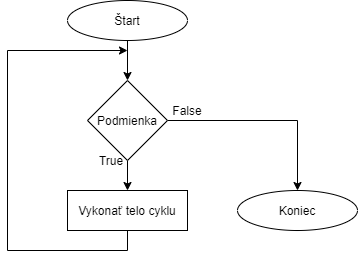 Štart
Podmienka
False
True
Vykonať telo cyklu
Koniec